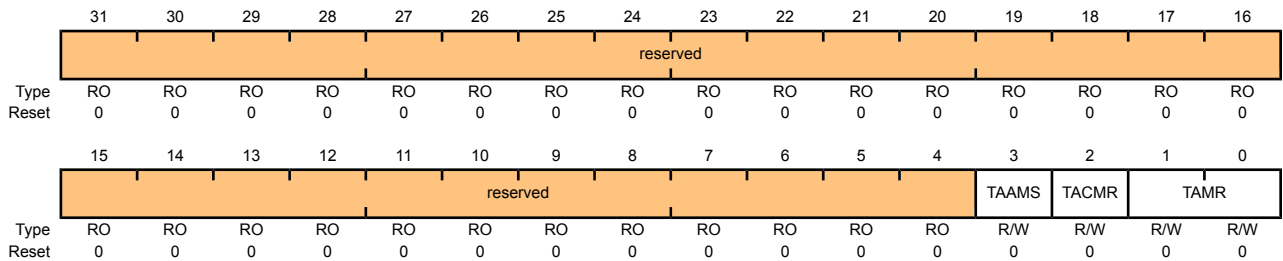 31 30 29 28 27 26 25 24 23 22 21 20 19 18 17 16
reserved
Type RO RO RO RO RO RO RO RO RO RO RO RO RO RO RO RO
Reset 0 0 0 0 0 0 0 0 0 0 0 0 0 0 0 0
15 14 13 12 11 10 9 8 7 6 5 4 3 2 1 0
reserved TAAMS TACMR TAMR
Type RO RO RO RO RO RO RO RO RO RO RO RO R/W R/W R/W R/W
Reset 0 0 0 0 0 0 0 0 0 0 0 0 0 0 0 0